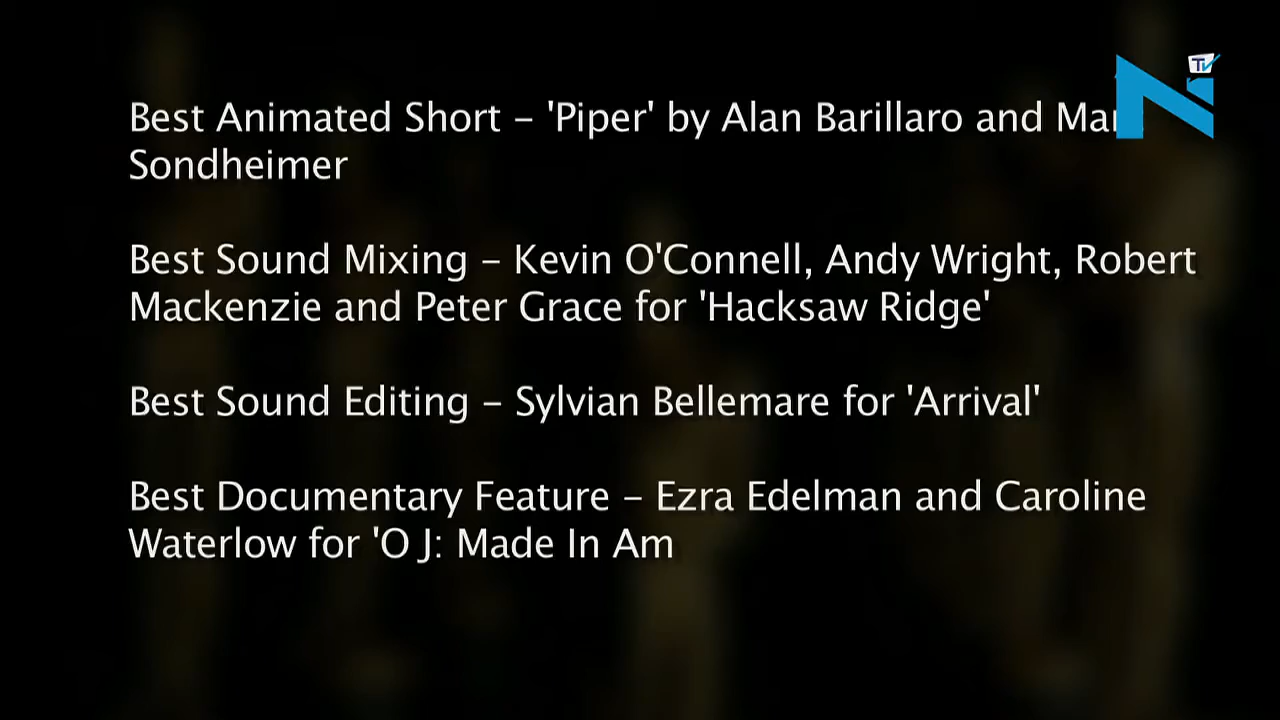 Best Animated Short – 'Piper' by Alan Barillaro and
Sondheimer
Best Sound Mixing – Kevin O'Connell, Andy Wright, Robert
Mackenzie and Peter Grace for 'Hacksaw Ridge'
Best Sound Editing – Sylvian Bellemare for 'Arrival'
Best Documentary Feature – Ezra Edelman and Caroline
Waterlow for 'O J: Made In Am
TV